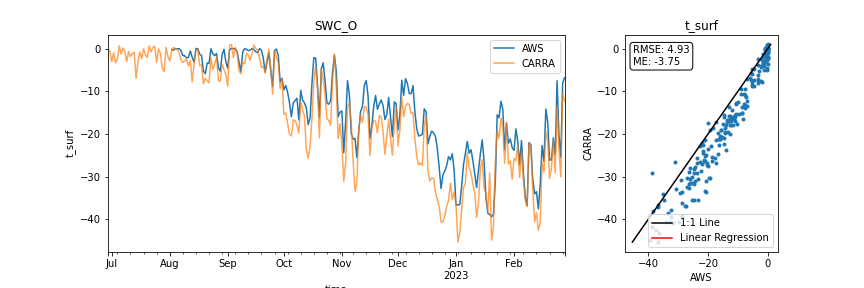 SWC_O
t_surf
AWS
CARRA
0
−10
−20
−30
−40
Jul
Aug
Sep
Oct
Nov
Dec
Jan
2023
Feb
t_surf
RMSE: 4.93
ME: -3.75
0
−10
−20
−30
−40
CARRA
1:1 Line
Linear Regression
−40
−20
0
AWS